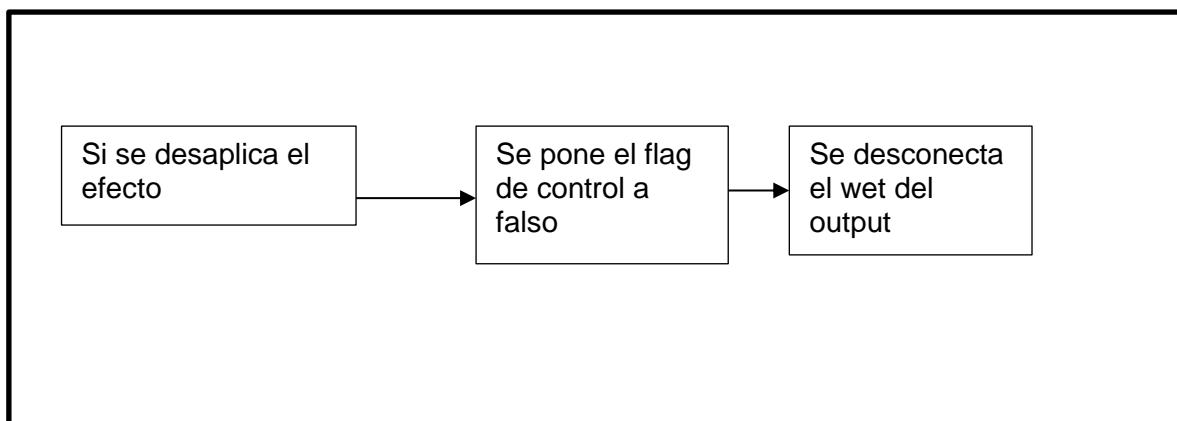 Si se desaplica el
efecto
Se pone el flag
de control a
falso
Se desconecta
el wet del
output